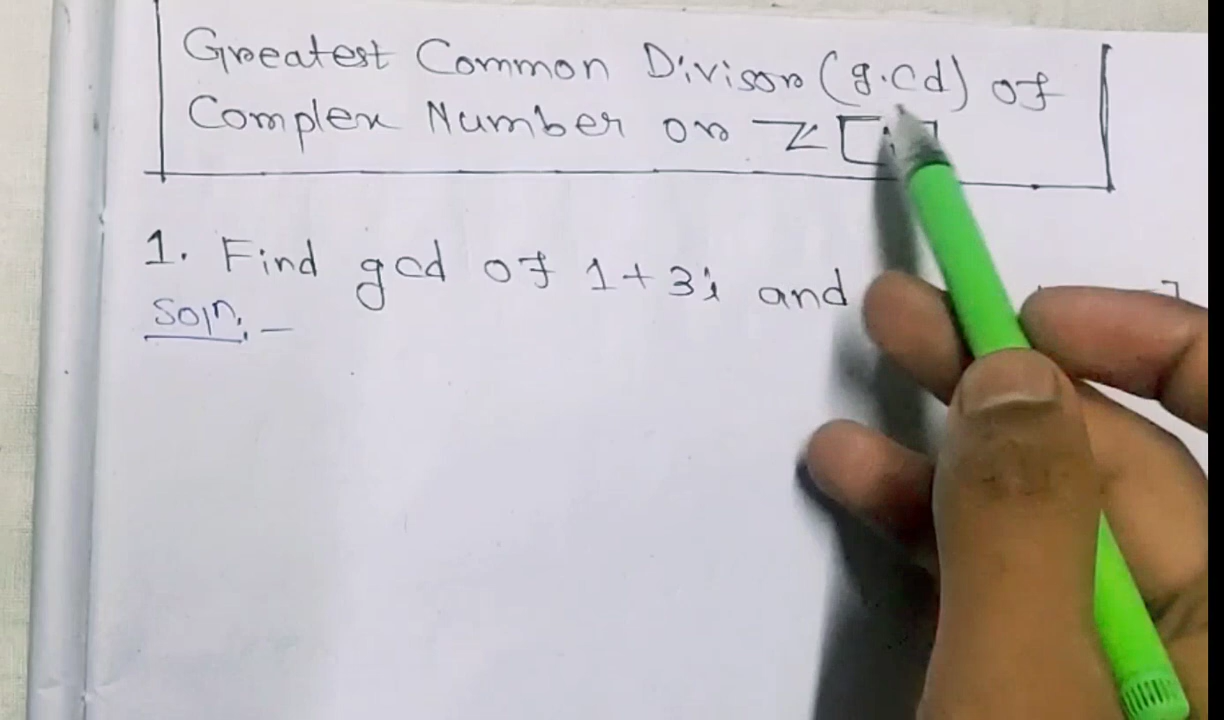 Greatest Common Divisor (g.cd) of
Complex Number on Z[
1. Find gcd of 1+3i and
Soln. –